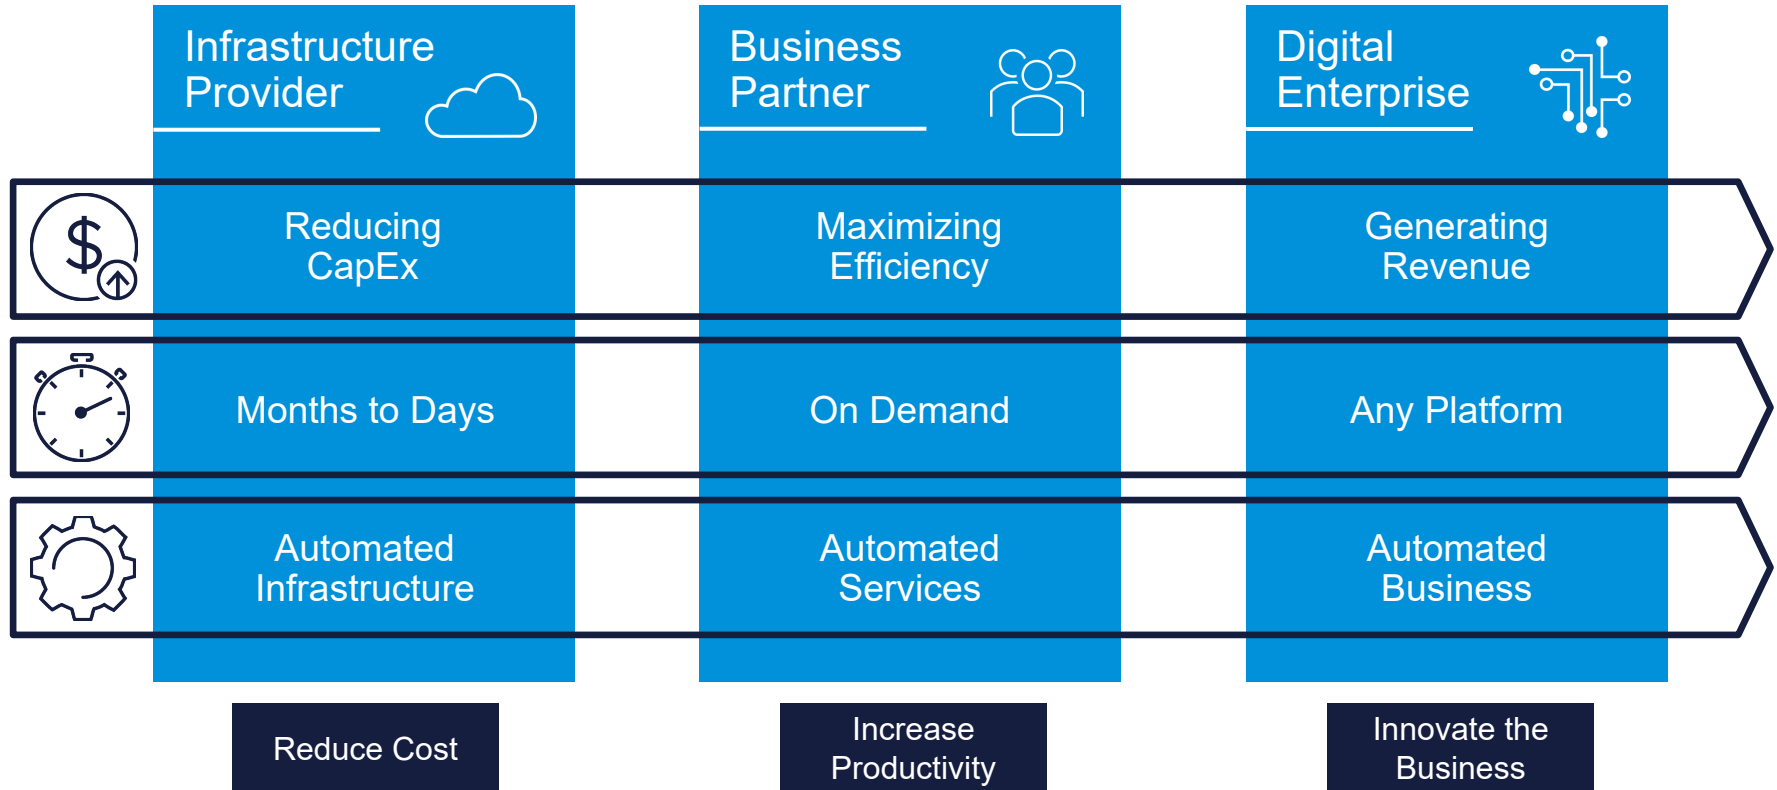 Infrastructure
Provider
Business
Partner
Digital
Enterprise
$
Reducing
CapEx
Maximizing
Efficiency
Generating
Revenue
Months to Days
On Demand
Any Platform
Automated
Infrastructure
Automated
Services
Automated
Business
Reduce Cost
Increase
Productivity
Innovate the
Business